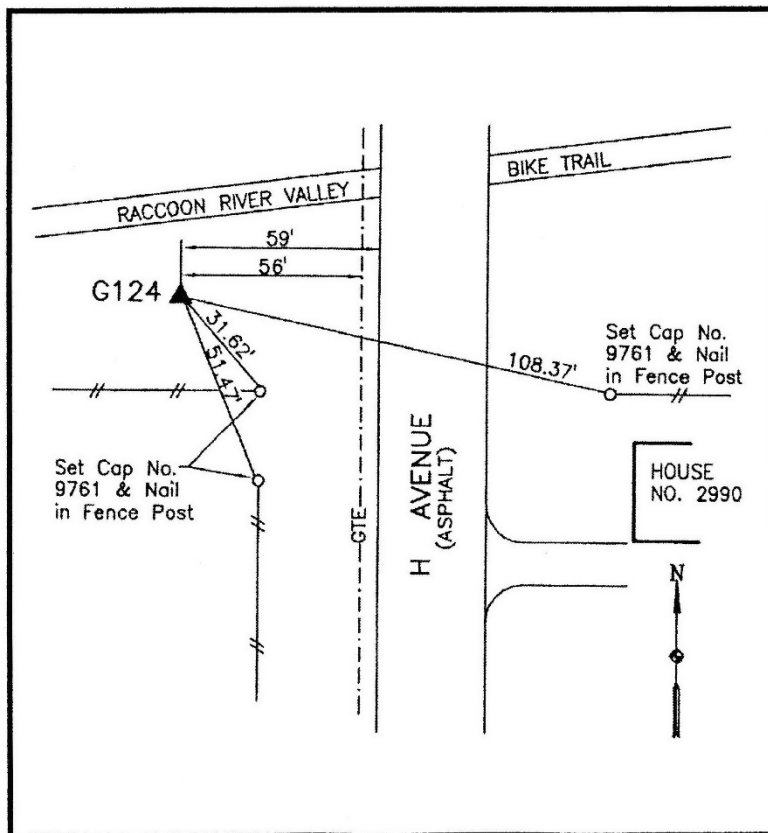 BIKE TRAIL
RACCOON RIVER VALLEY
59'
56'
G124
31.62'
51.47'
108.37'
Set Cap No.
9761 & Nail
in Fence Post
Set Cap No.
9761 & Nail
in Fence Post
GTE
H AVENUE
(ASPHALT)
HOUSE
NO. 2990
N